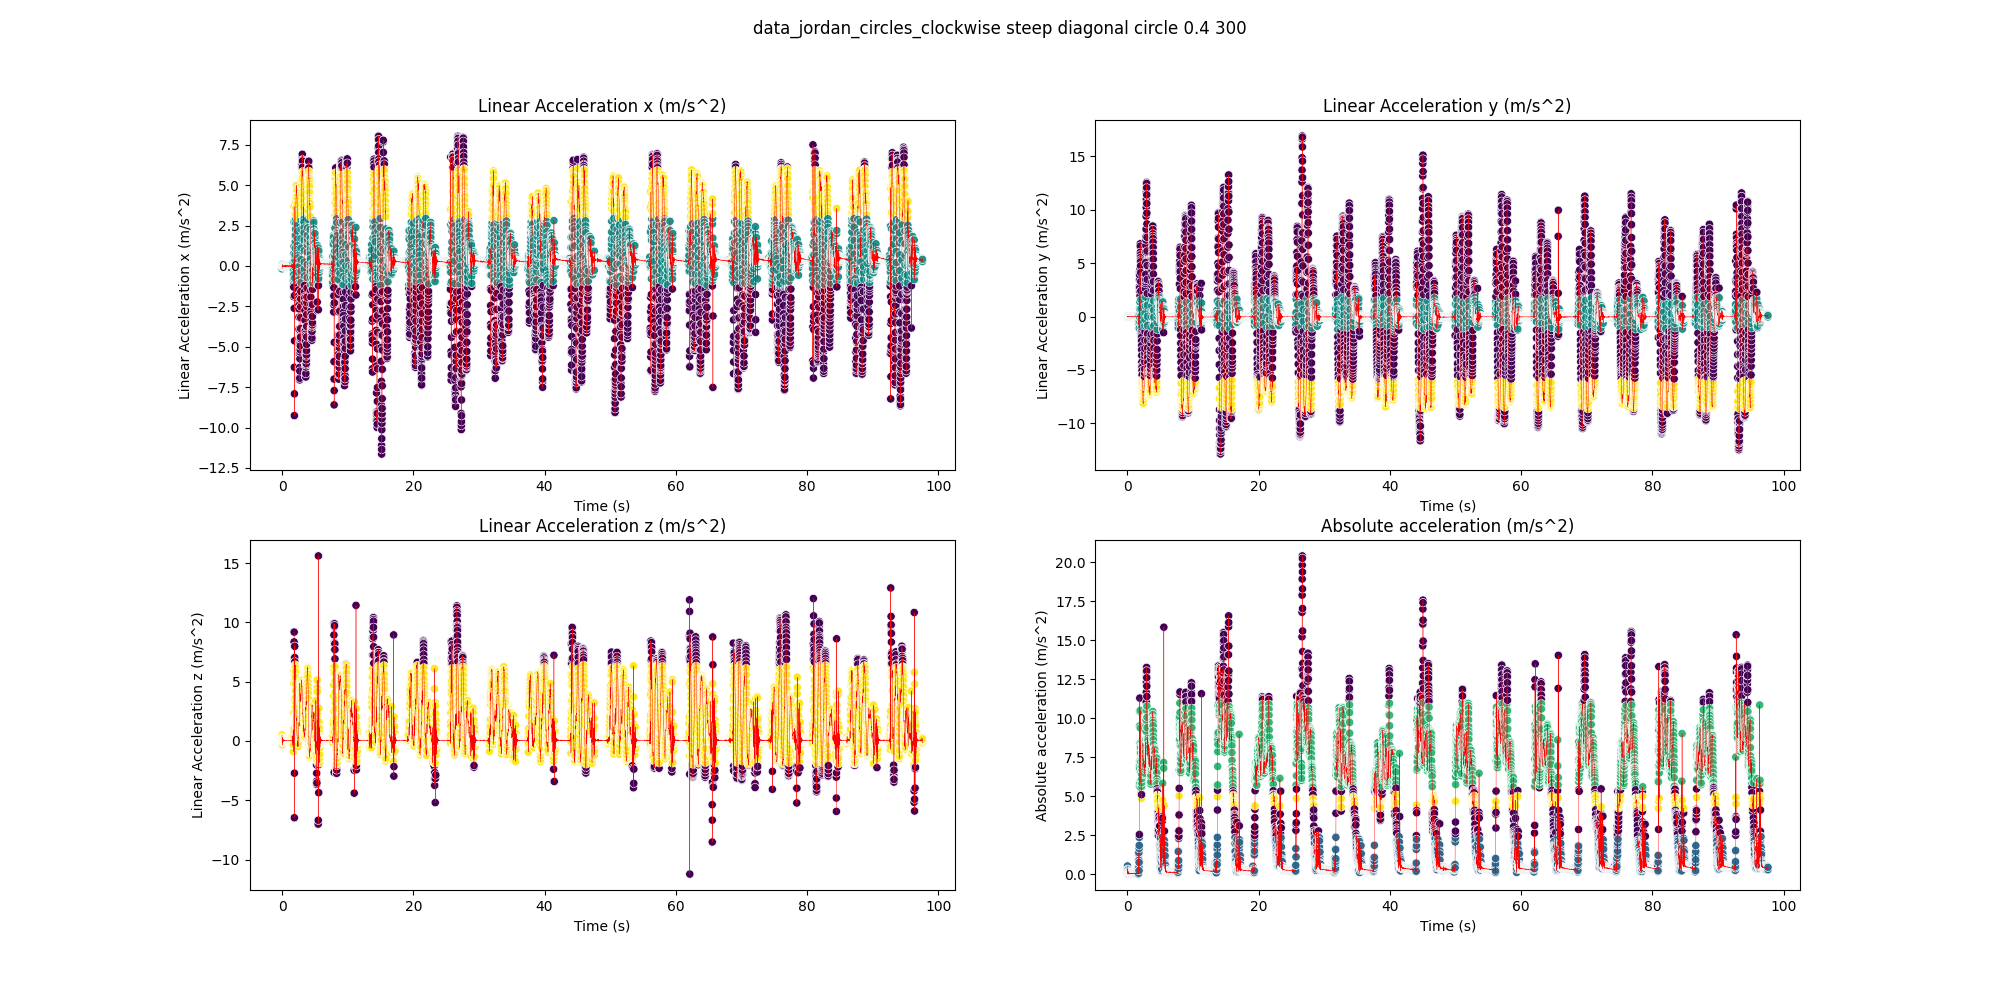 data_jordan_circles_clockwise steep diagonal circle 0.4 300
Linear Acceleration x (m/s^2)
Linear Acceleration x (m/s^2)
7.5
5.0
2.5
0.0
−2.5
−5.0
−7.5
−10.0
−12.5
0 20 40 60 80 100
Time (s)
Linear Acceleration y (m/s^2)
Linear Acceleration y (m/s^2)
15
10
5
0
−5
−10
0 20 40 60 80 100
Time (s)
Linear Acceleration z (m/s^2)
Linear Acceleration z (m/s^2)
15
10
5
0
−5
−10
0 20 40 60 80 100
Time (s)
Absolute acceleration (m/s^2)
Absolute acceleration (m/s^2)
20.0
17.5
15.0
12.5
10.0
7.5
5.0
2.5
0.0
0 20 40 60 80 100
Time (s)